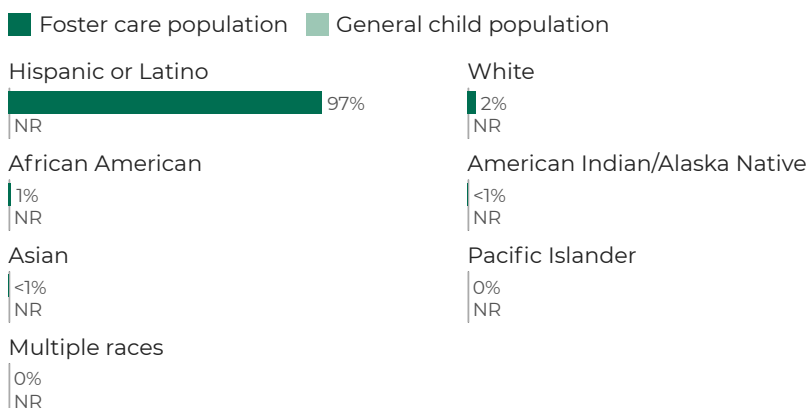 Foster care population General child population
Hispanic or Latino White
97% 2%
NR NR
African American American Indian/Alaska Native
1% <1%
NR NR
Asian Pacific Islander
<1% 0%
NR NR
Multiple races
0%
NR